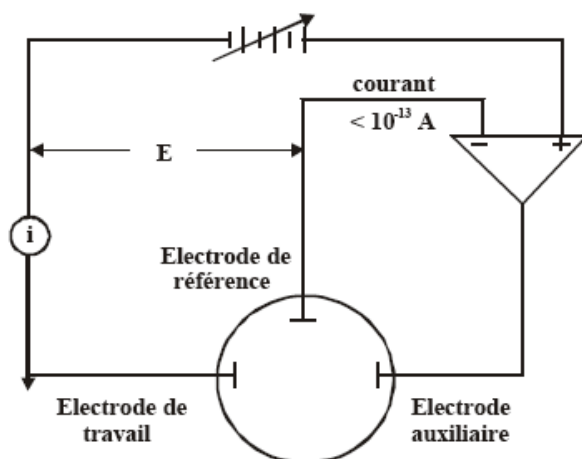 courant
< 10⁻¹³ A
- +
E
i
Electrode de
référence
Electrode de
travail
Electrode
auxiliaire